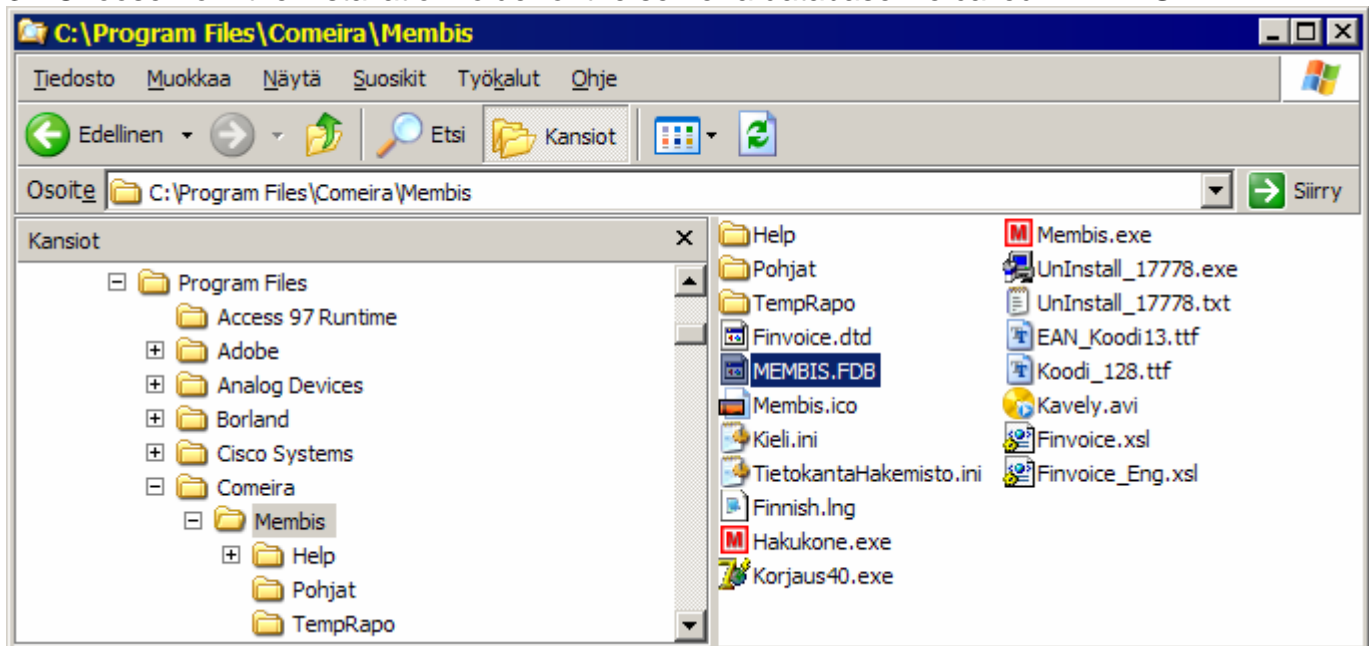 C:\Program Files\Comeira\Membis
Tiedosto Muokkaa Näytä Suosikit Työkalut Ohje
Edellinen Etsi Kansiot
Osoite C:\Program Files\Comeira\Membis Siirry
Kansiot
Program Files
Access 97 Runtime
Adobe
Analog Devices
Borland
Cisco Systems
Comeira
Membis
Help
Pohjat
TempRapo
Help
Pohjat
TempRapo
Finvoice.dtd
MEMBIS.FDB
Membis.ico
Kieli.ini
TietokantaHakemisto.ini
Finnish.lng
Hakukone.exe
Korjaus40.exe
Membis.exe
UnInstall_17778.exe
UnInstall_17778.txt
EAN_Koodi13.ttf
Koodi_128.ttf
Kavely.avi
Finvoice.xsl
Finvoice_Eng.xsl